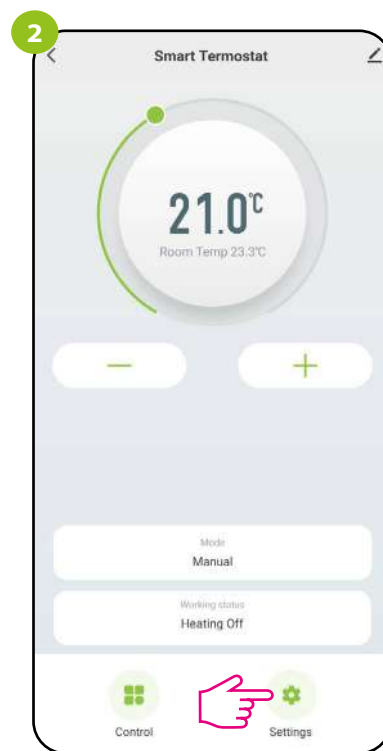 2
Smart Termostat
21.0°C
Room Temp 23.3°C
Mode
Manual
Working status
Heating Off
Control
Settings